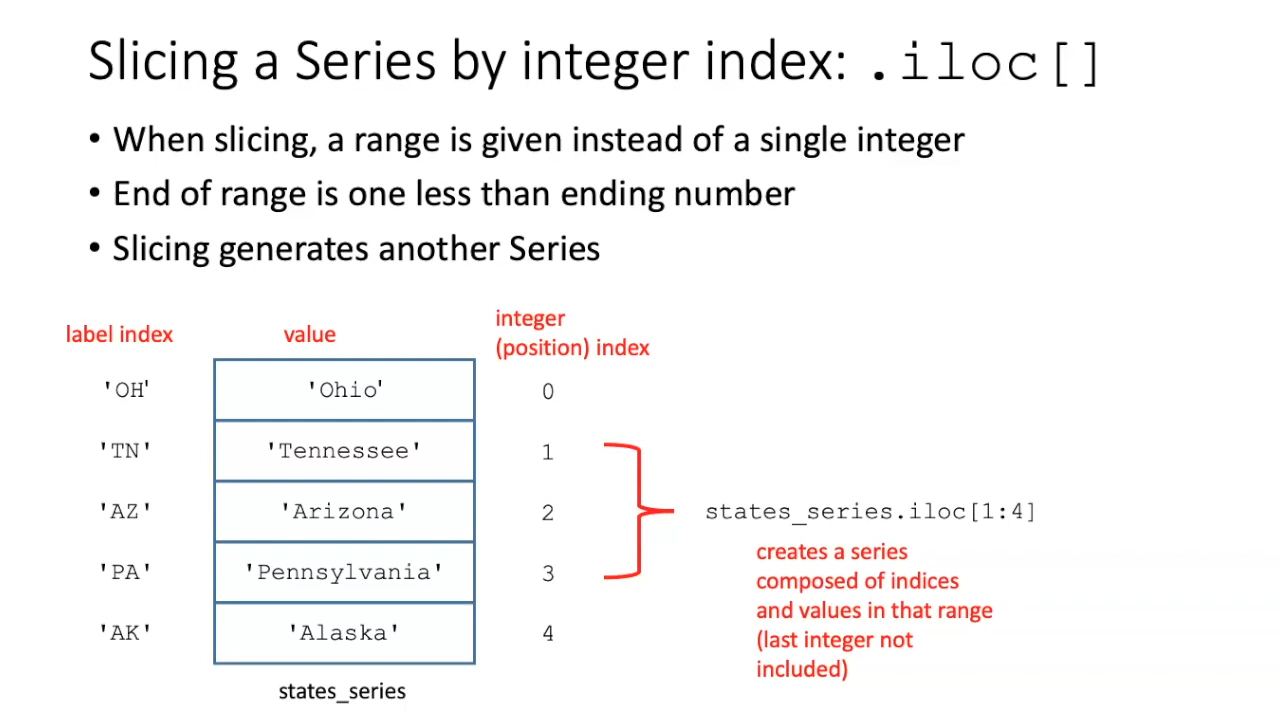 Slicing a Series by integer index: .iloc[]
• When slicing, a range is given instead of a single integer
• End of range is one less than ending number
• Slicing generates another Series
label index
value
integer
(position) index
'OH' 'Ohio' 0
'TN' 'Tennessee' 1
'AZ' 'Arizona' 2
'PA' 'Pennsylvania' 3
'AK' 'Alaska' 4
states_series
states_series.iloc[1:4]
creates a series
composed of indices
and values in that range
(last integer not
included)